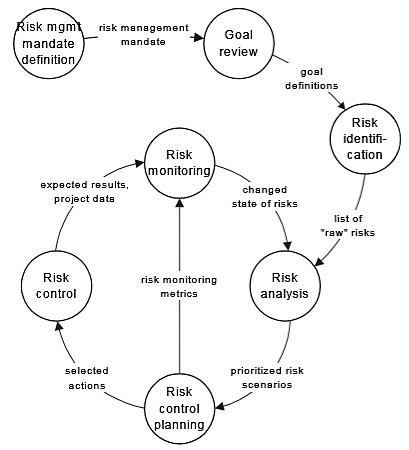 Risk mgmt
mandate
definition
risk management
mandate
Goal
review
goal
definitions
Risk
identifi-
cation
Risk
monitoring
expected results,
project data
changed
state of risks
list of
"raw" risks
Risk
control
risk monitoring
metrics
Risk
analysis
selected
actions
prioritized risk
scenarios
Risk
control
planning